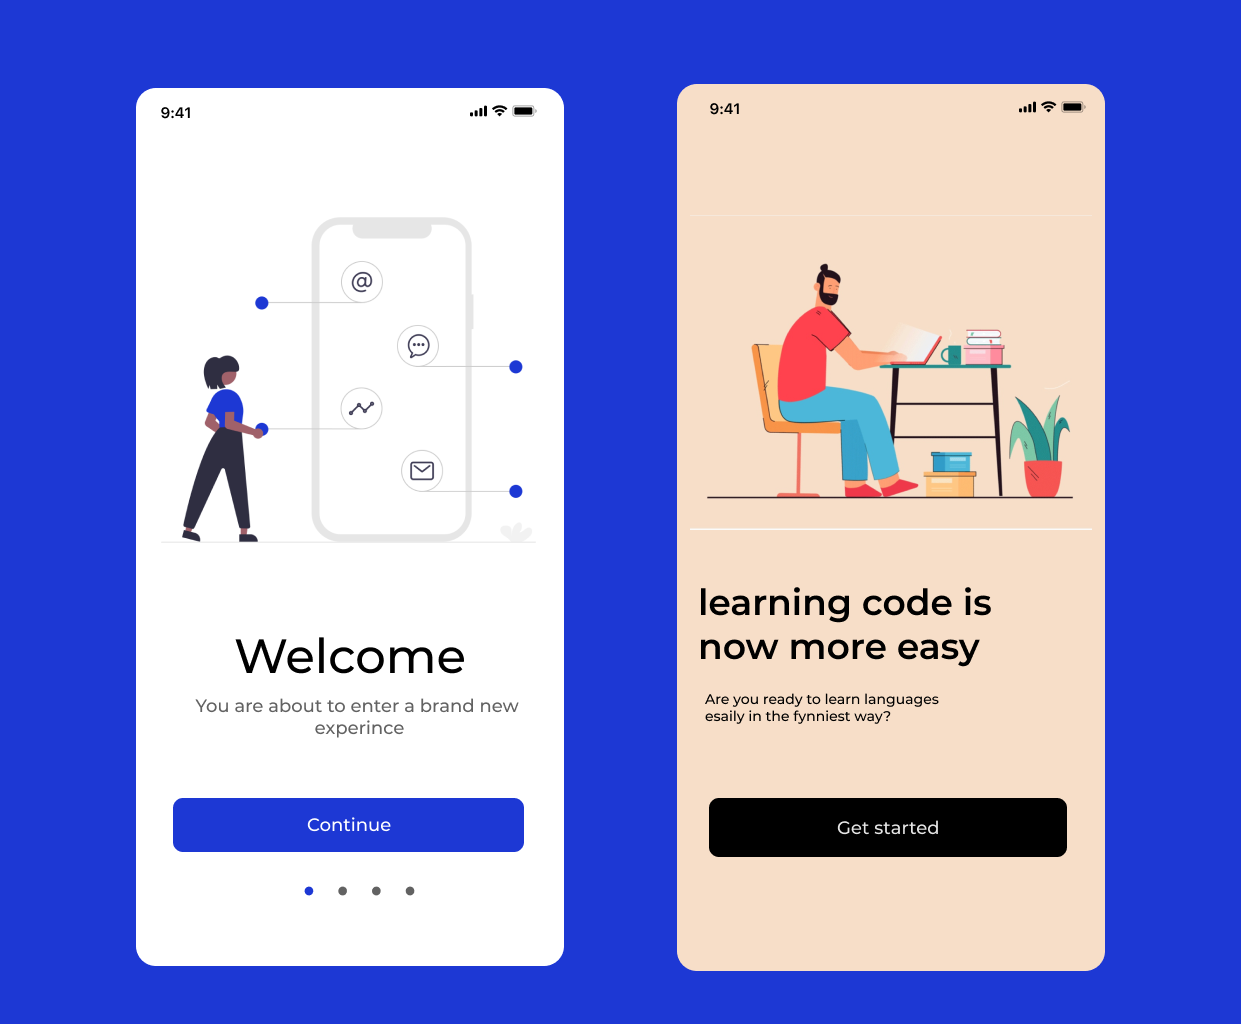 9:41
@
Welcome
You are about to enter a brand new
experince
Continue
9:41
learning code is
now more easy
Are you ready to learn languages
esaily in the fynniest way?
Get started